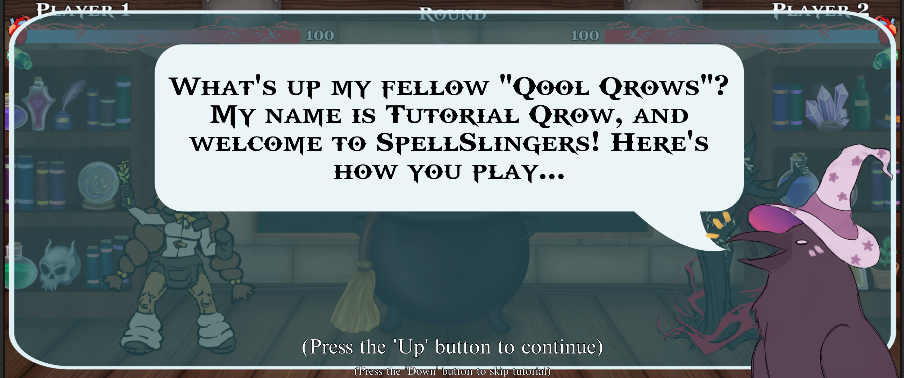 Player 1
Round
Player 2
100
100
What's up my fellow "Qool Qrows"?
My name is Tutorial Qrow, and
welcome to SpellSlingers! Here's
how you play...
(Press the 'Up' button to continue)
(Press the 'Down' button to skip tutorial)